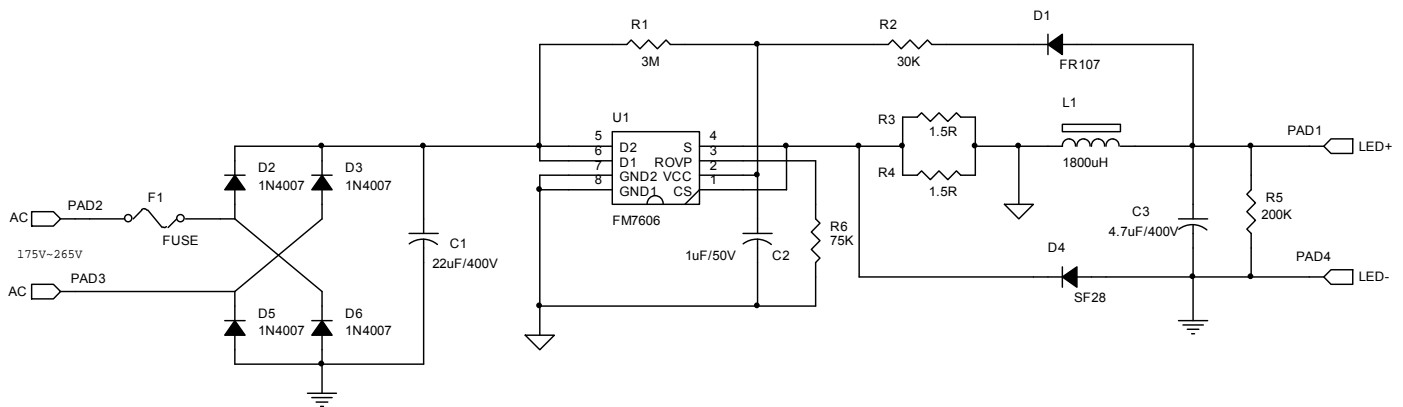 D1
R1
R2
3M
30K
FR107
U1
L1
5
6
7
8
D2
D1
GND2
GND1
S
ROVP
VCC
CS
4
3
2
1
FM7606
R3
1.5R
R4
1.5R
1800uH
PAD1
LED+
D2
1N4007
D3
1N4007
F1
FUSE
AC
PAD2
175V~265V
AC
PAD3
C1
22uF/400V
1uF/50V
C2
R6
75K
C3
4.7uF/400V
R5
200K
D4
SF28
PAD4
LED-
D5
1N4007
D6
1N4007